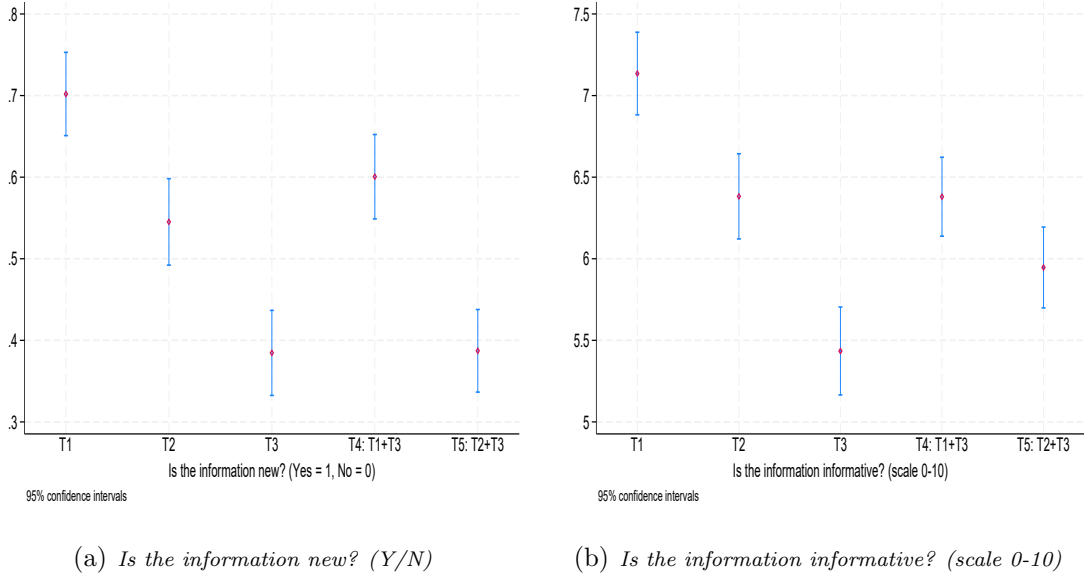 .8
.7
.6
.5
.4
.3
T1 T2 T3 T4: T1+T3 T5: T2+T3
Is the information new? (Yes = 1, No = 0)
95% confidence intervals
(a) Is the information new? (Y/N)
7.5
7
6.5
6
5.5
5
T1 T2 T3 T4: T1+T3 T5: T2+T3
Is the information informative? (scale 0-10)
95% confidence intervals
(b) Is the information informative? (scale 0-10)